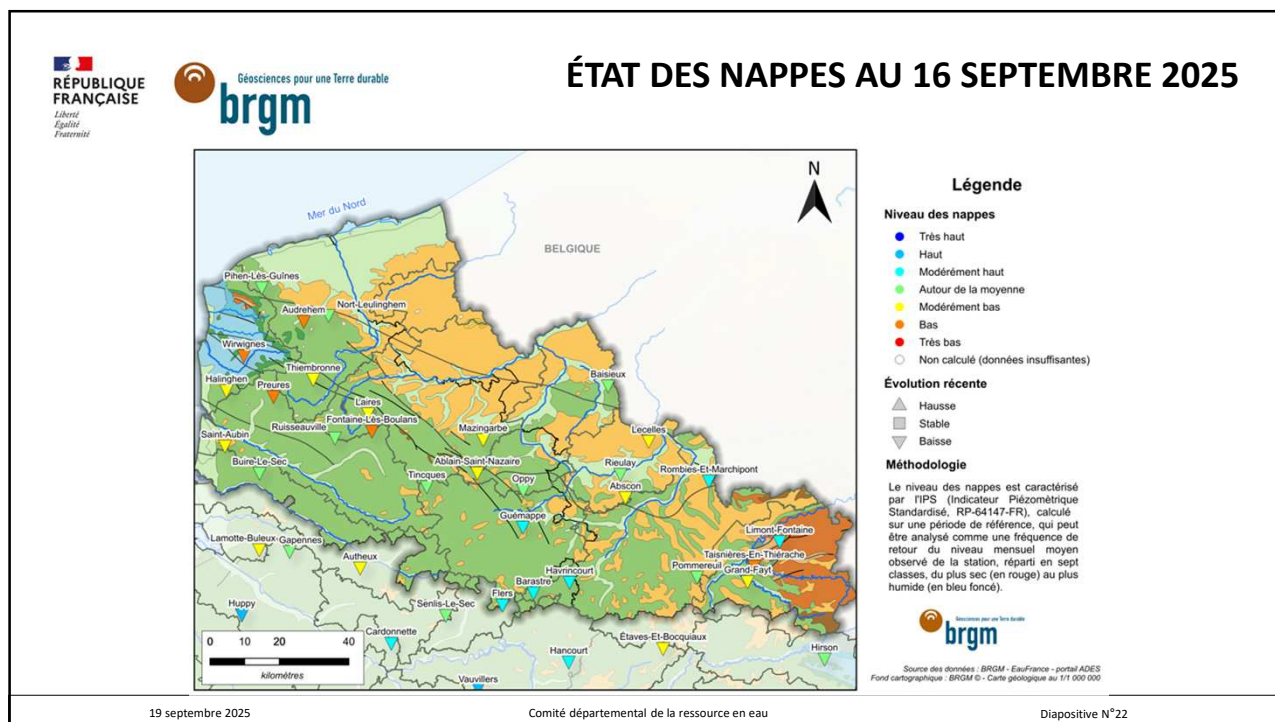 RÉPUBLIQUE
FRANÇAISE
Liberté
Égalité
Fraternité
Géosciences pour une Terre durable
brgm
ÉTAT DES NAPPES AU 16 SEPTEMBRE 2025
N
Mer du Nord
BELGIQUE
Pihen-Lès-Guînes
Audrehem
Nort-Leulinghem
Wirwignes
Thiembronne
Halinghen
Preures
Baisieux
Laires
Ruisseauville
Fontaine-Lès-Boulans
Mazingarbe
Lecelles
Saint-Aubin
Buire-Le-Sec
Ablain-Saint-Nazaire
Rieulay
Rombies-Et-Marchipont
Tincques
Oppy
Abscon
Guémappe
Limont-Fontaine
Lamotte-Buleux
Gapennes
Autheux
Taisnières-En-Thiérache
Havrincourt
Pommereuil
Grand-Fayt
Barastre
Flers
Huppy
Senlis-Le-Sec
Cardonnette
Étaves-Et-Bocquiaux
Hancourt
Hirson
Vauvillers
0 10 20 40
kilomètres
Légende
Niveau des nappes
Très haut
Haut
Modérément haut
Autour de la moyenne
Modérément bas
Bas
Très bas
Non calculé (données insuffisantes)
Évolution récente
Hausse
Stable
Baisse
Méthodologie
Le niveau des nappes est caractérisé
par l'IPS (Indicateur Piézomètrique
Standardisé, RP-64147-FR), calculé
sur une période de référence, qui peut
être analysé comme une fréquence de
retour du niveau mensuel moyen
observé de la station, réparti en sept
classes, du plus sec (en rouge) au plus
humide (en bleu foncé).
Géosciences pour une Terre durable
brgm
Source des données : BRGM - EauFrance - portail ADES
Fond cartographique : BRGM © - Carte géologique au 1/1 000 000
19 septembre 2025
Comité départemental de la ressource en eau
Diapositive N°22